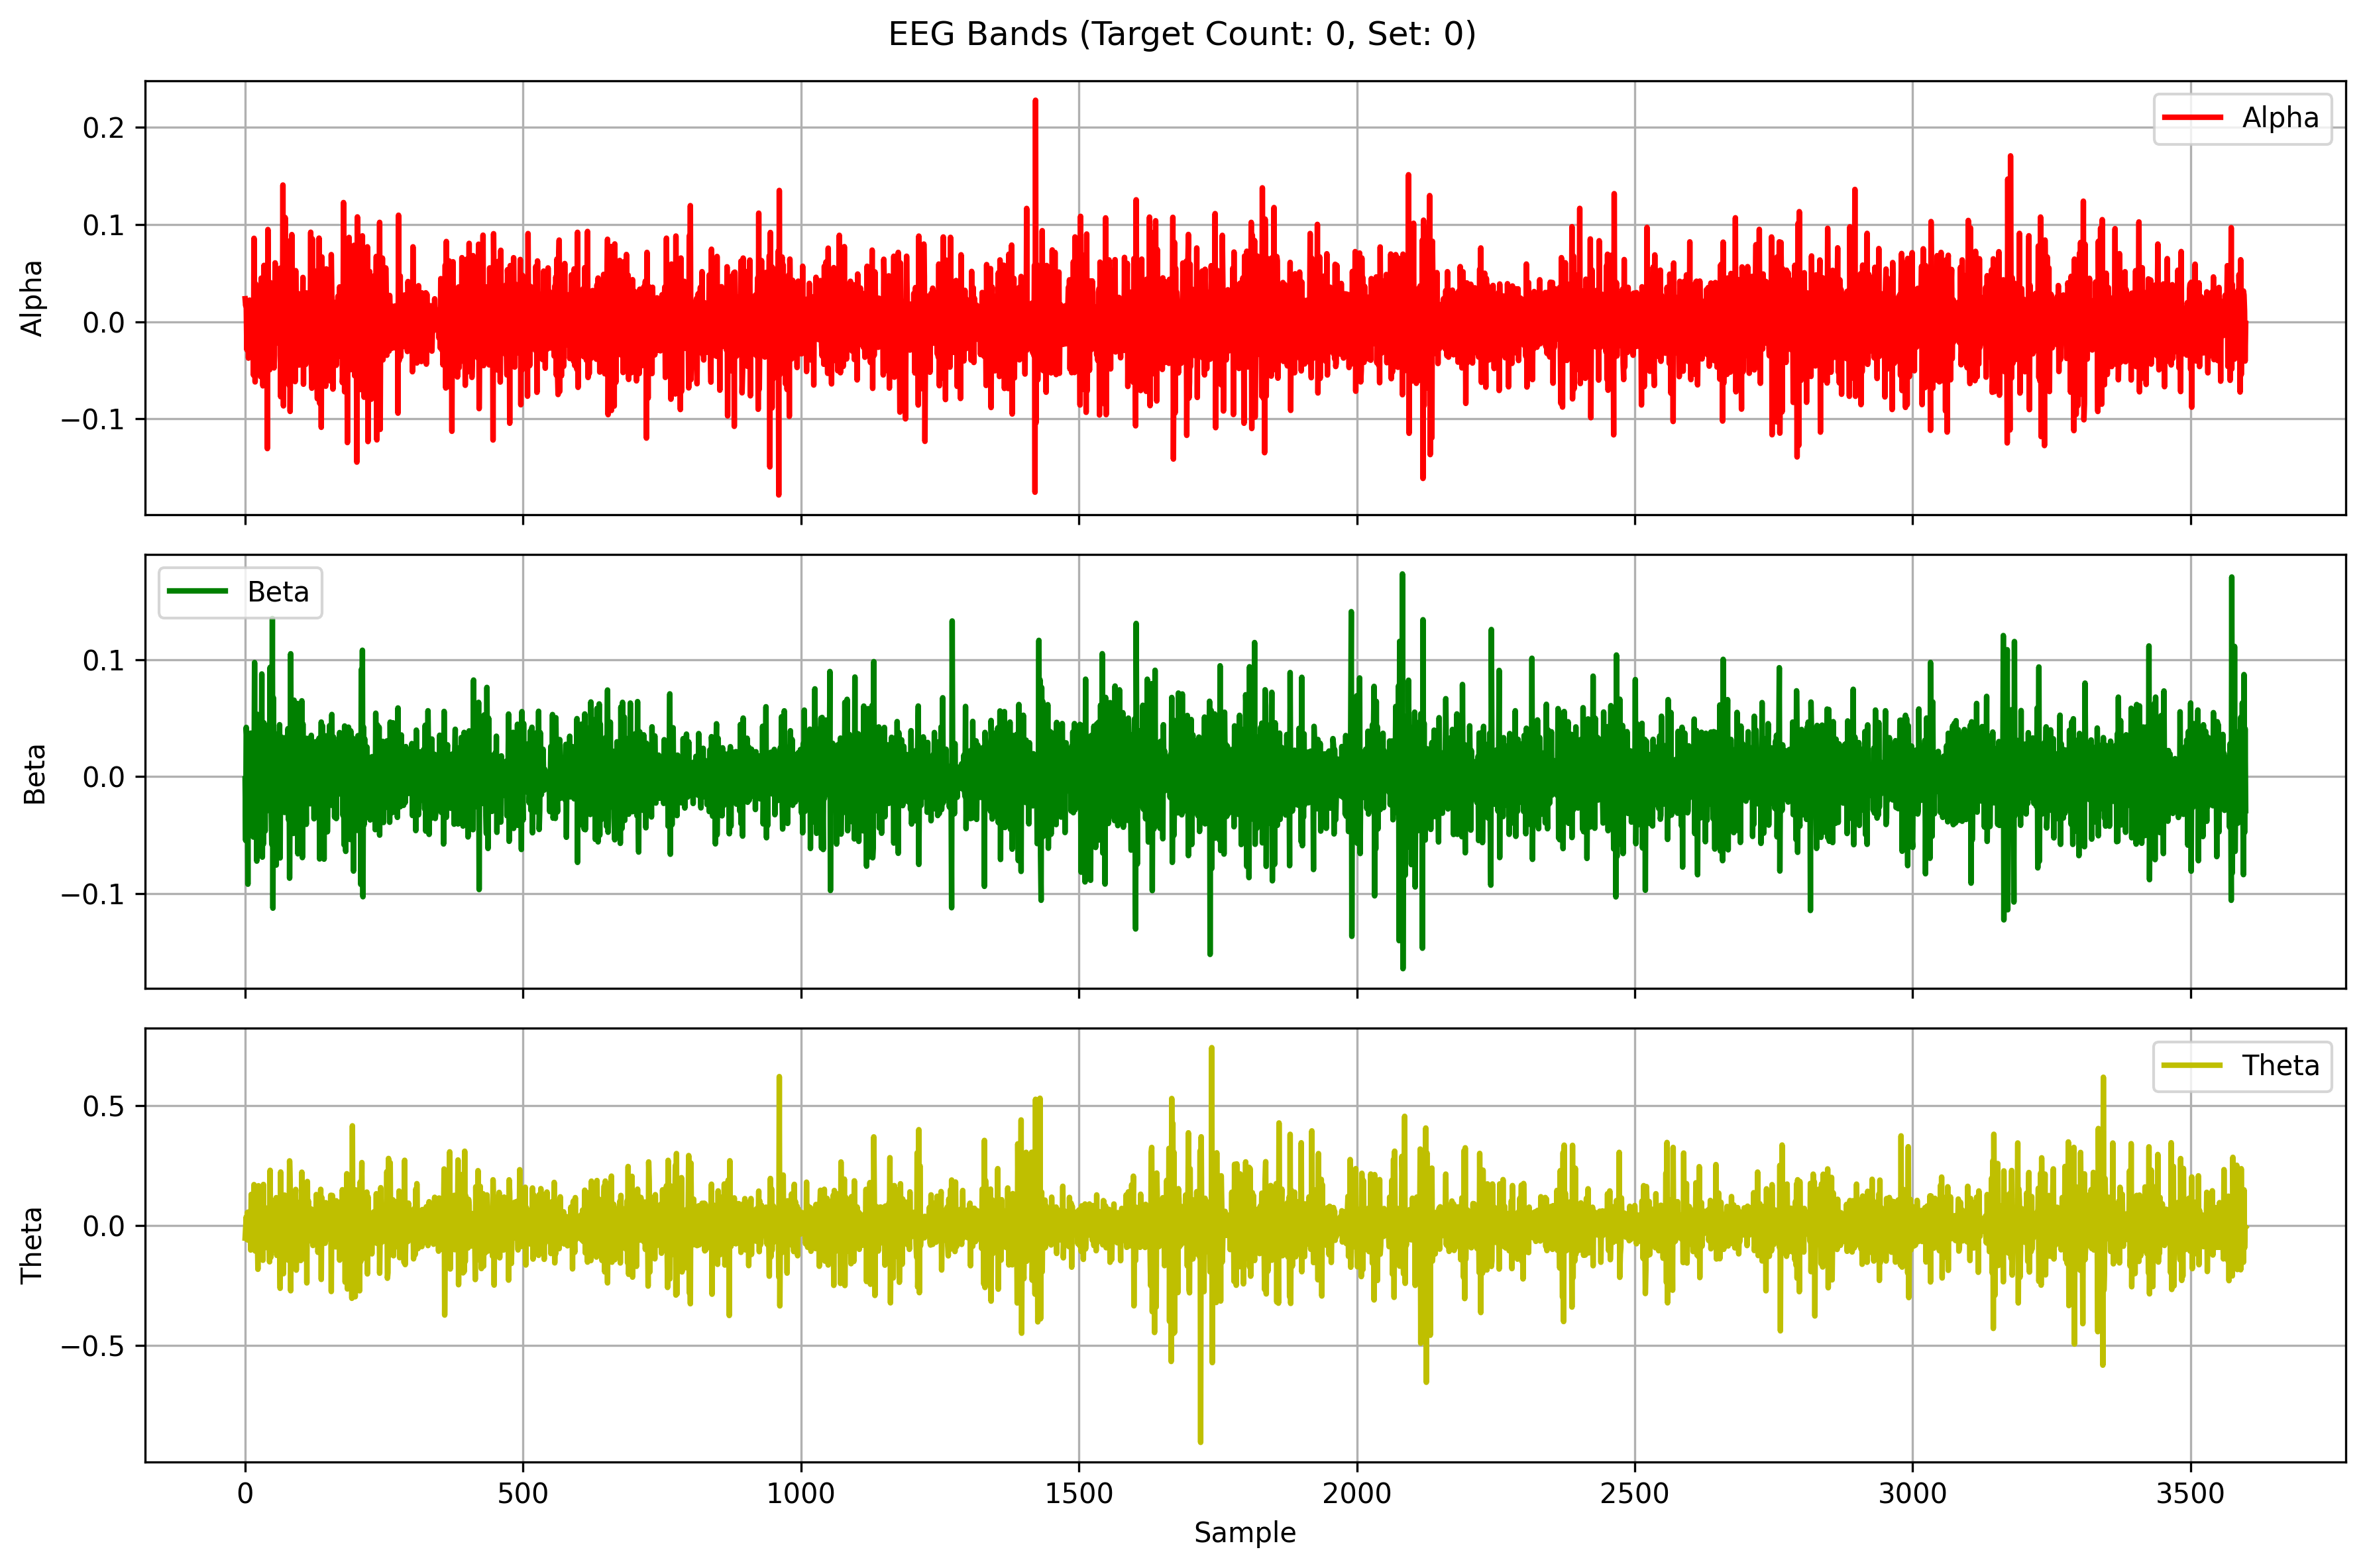 EEG Bands (Target Count: 0, Set: 0)
Alpha
0.2
0.1
0.0
−0.1
Alpha
Beta
0.1
0.0
−0.1
Beta
Theta
0.5
0.0
−0.5
Theta
0 500 1000 1500 2000 2500 3000 3500
Sample